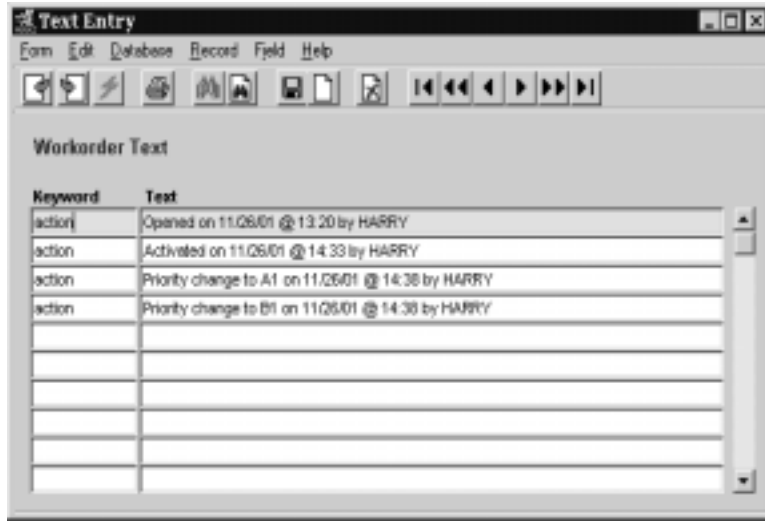 Text Entry
Form Edit Database Record Field Help
Workorder Text
Keyword Text
action Opened on 11/26/01 @ 13:20 by HARRY
action Activated on 11/26/01 @ 14:33 by HARRY
action Priority change to A1 on 11/26/01 @ 14:38 by HARRY
action Priority change to B1 on 11/26/01 @ 14:38 by HARRY